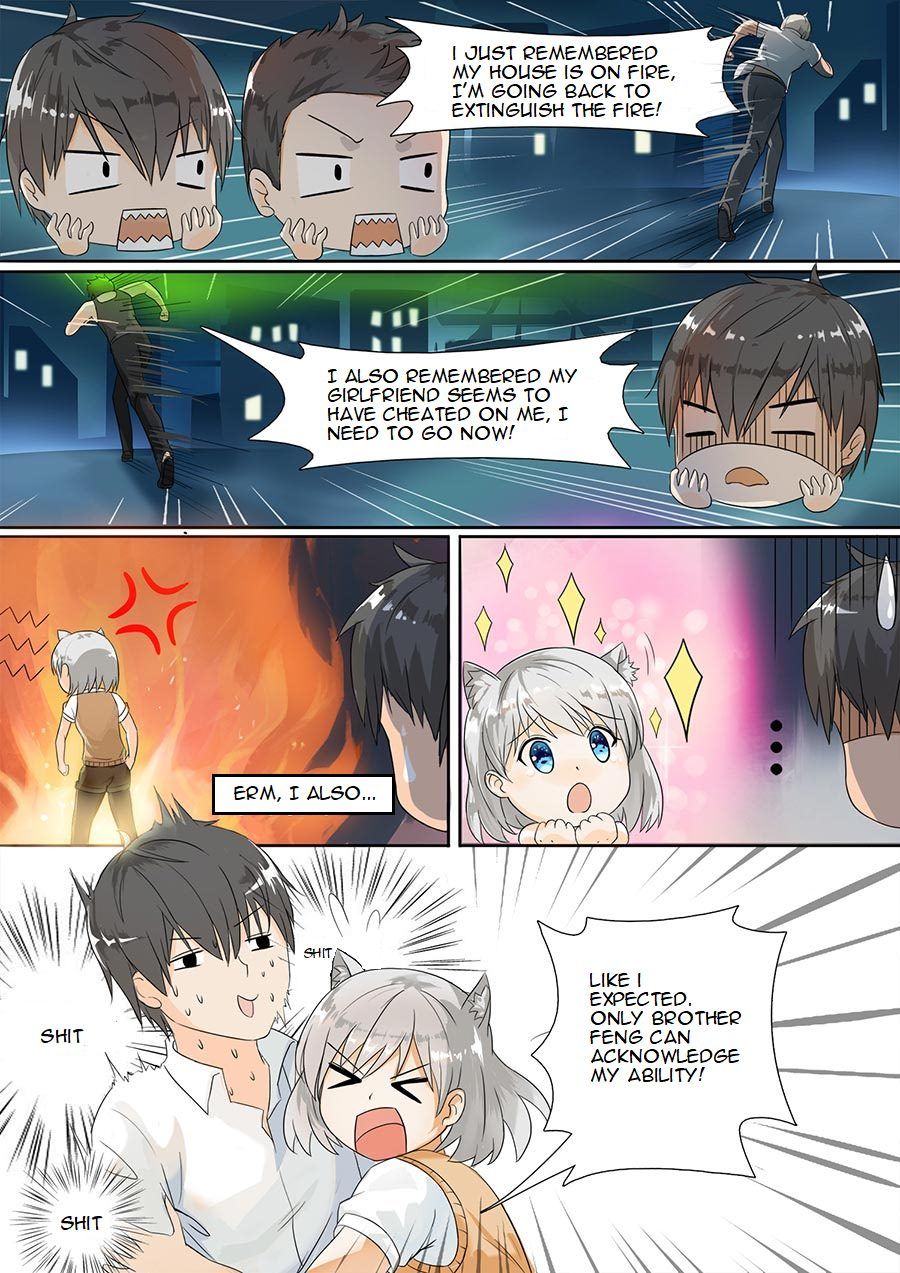 I JUST REMEMBERED
MY HOUSE IS ON FIRE,
I'M GOING BACK TO
EXTINGUISH THE FIRE!
I ALSO REMEMBERED MY
GIRLFRIEND SEEMS TO
HAVE CHEATED ON ME, I
NEED TO GO NOW!
ERM, I ALSO...
SHIT
SHIT
LIKE I
EXPECTED.
ONLY BROTHER
FENG CAN
ACKNOWLEDGE
MY ABILITY!
SHIT